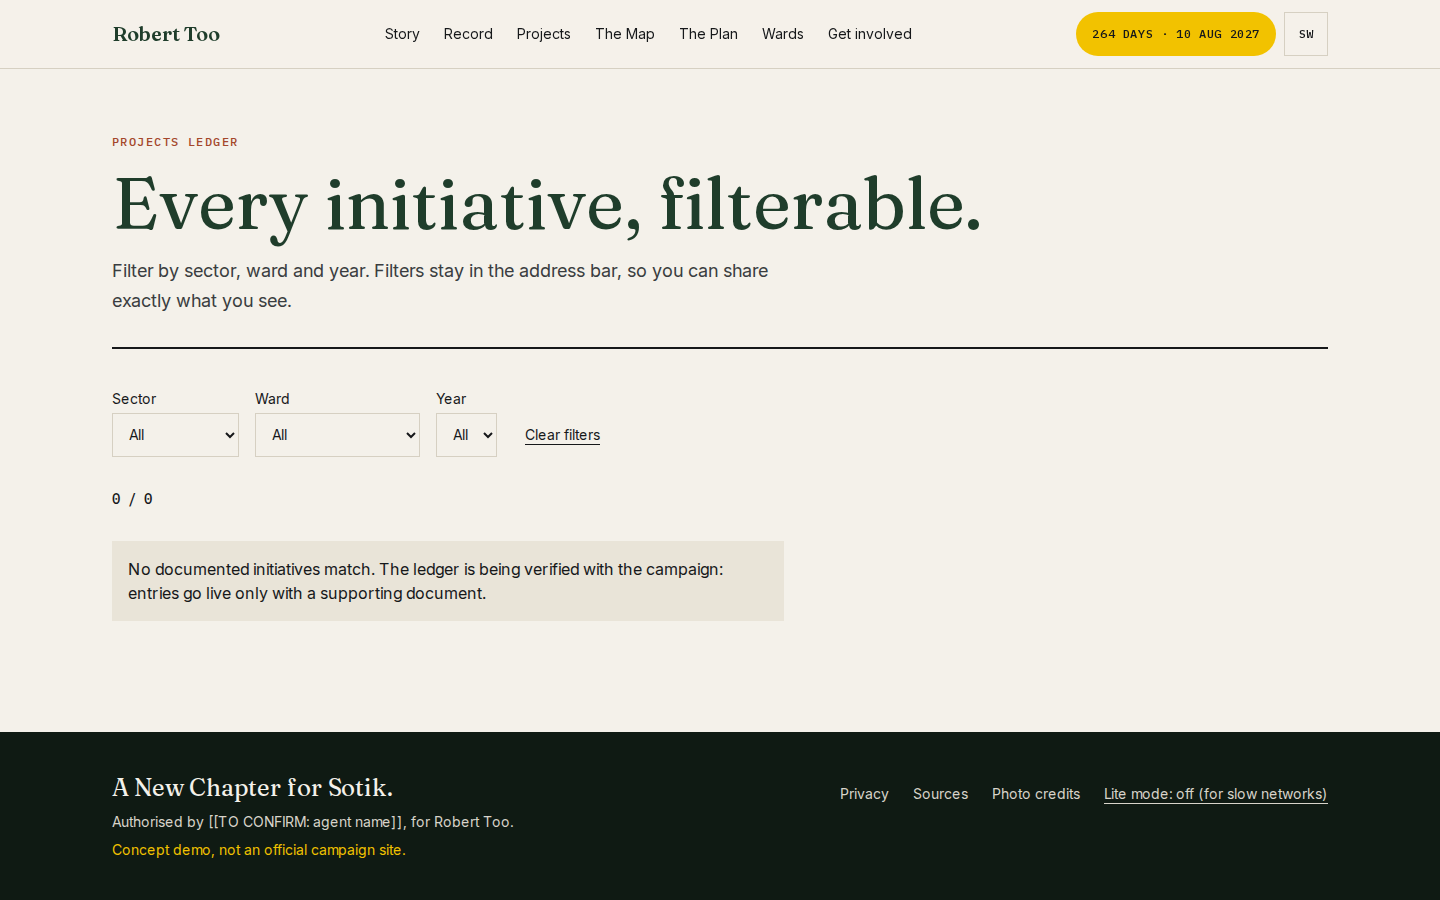 Robert Too
Story Record Projects The Map The Plan Wards Get involved
264 DAYS · 10 AUG 2027
SW
PROJECTS LEDGER
Every initiative, filterable.
Filter by sector, ward and year. Filters stay in the address bar, so you can share
exactly what you see.
Sector Ward Year
All All All Clear filters
0 / 0
No documented initiatives match. The ledger is being verified with the campaign:
entries go live only with a supporting document.
A New Chapter for Sotik.
Privacy Sources Photo credits Lite mode: off (for slow networks)
Authorised by [[TO CONFIRM: agent name]], for Robert Too.
Concept demo, not an official campaign site.